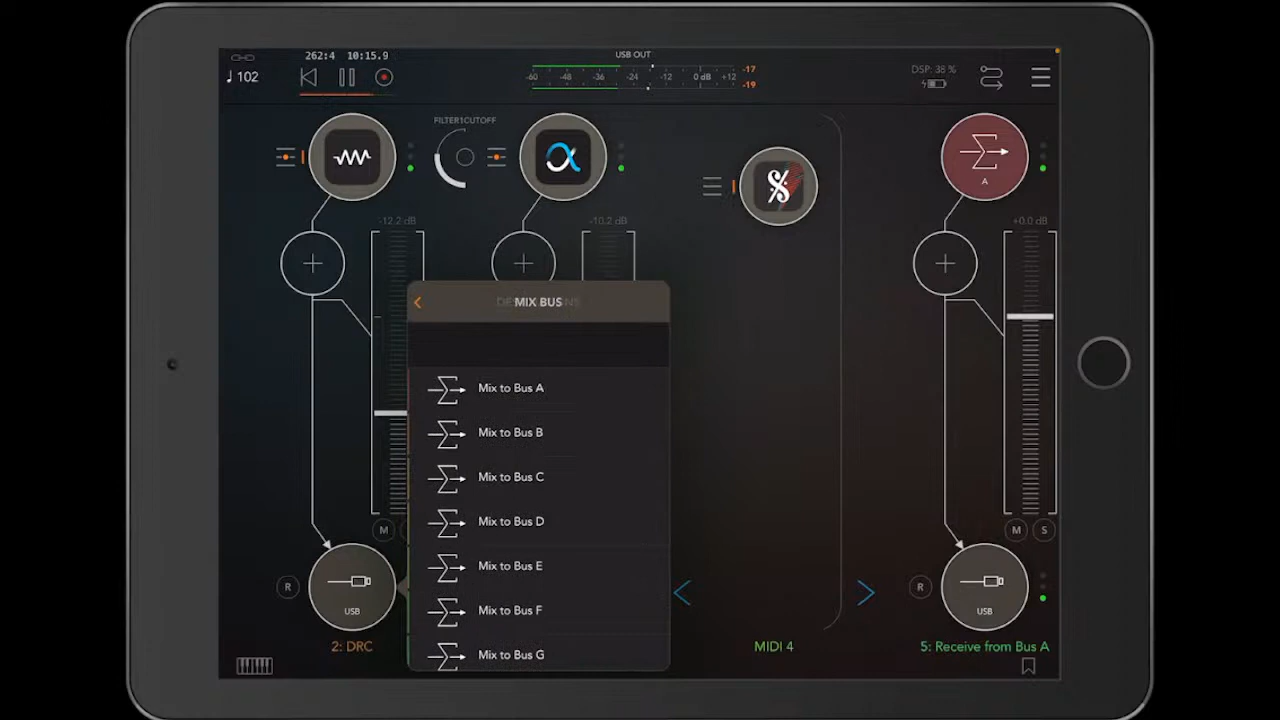 262:4 10:15.9
USB OUT
♩ 102
-60 -48 -36 -24 -12 0 dB +12
-17
-19
DSP: 38 %
FILTER1CUTOFF
A
-12.2 dB
-10.2 dB
+0.0 dB
MIX BUS
Mix to Bus A
Mix to Bus B
Mix to Bus C
Mix to Bus D
Mix to Bus E
Mix to Bus F
Mix to Bus G
M
M S
R
USB
R
USB
2: DRC
MIDI 4
5: Receive from Bus A